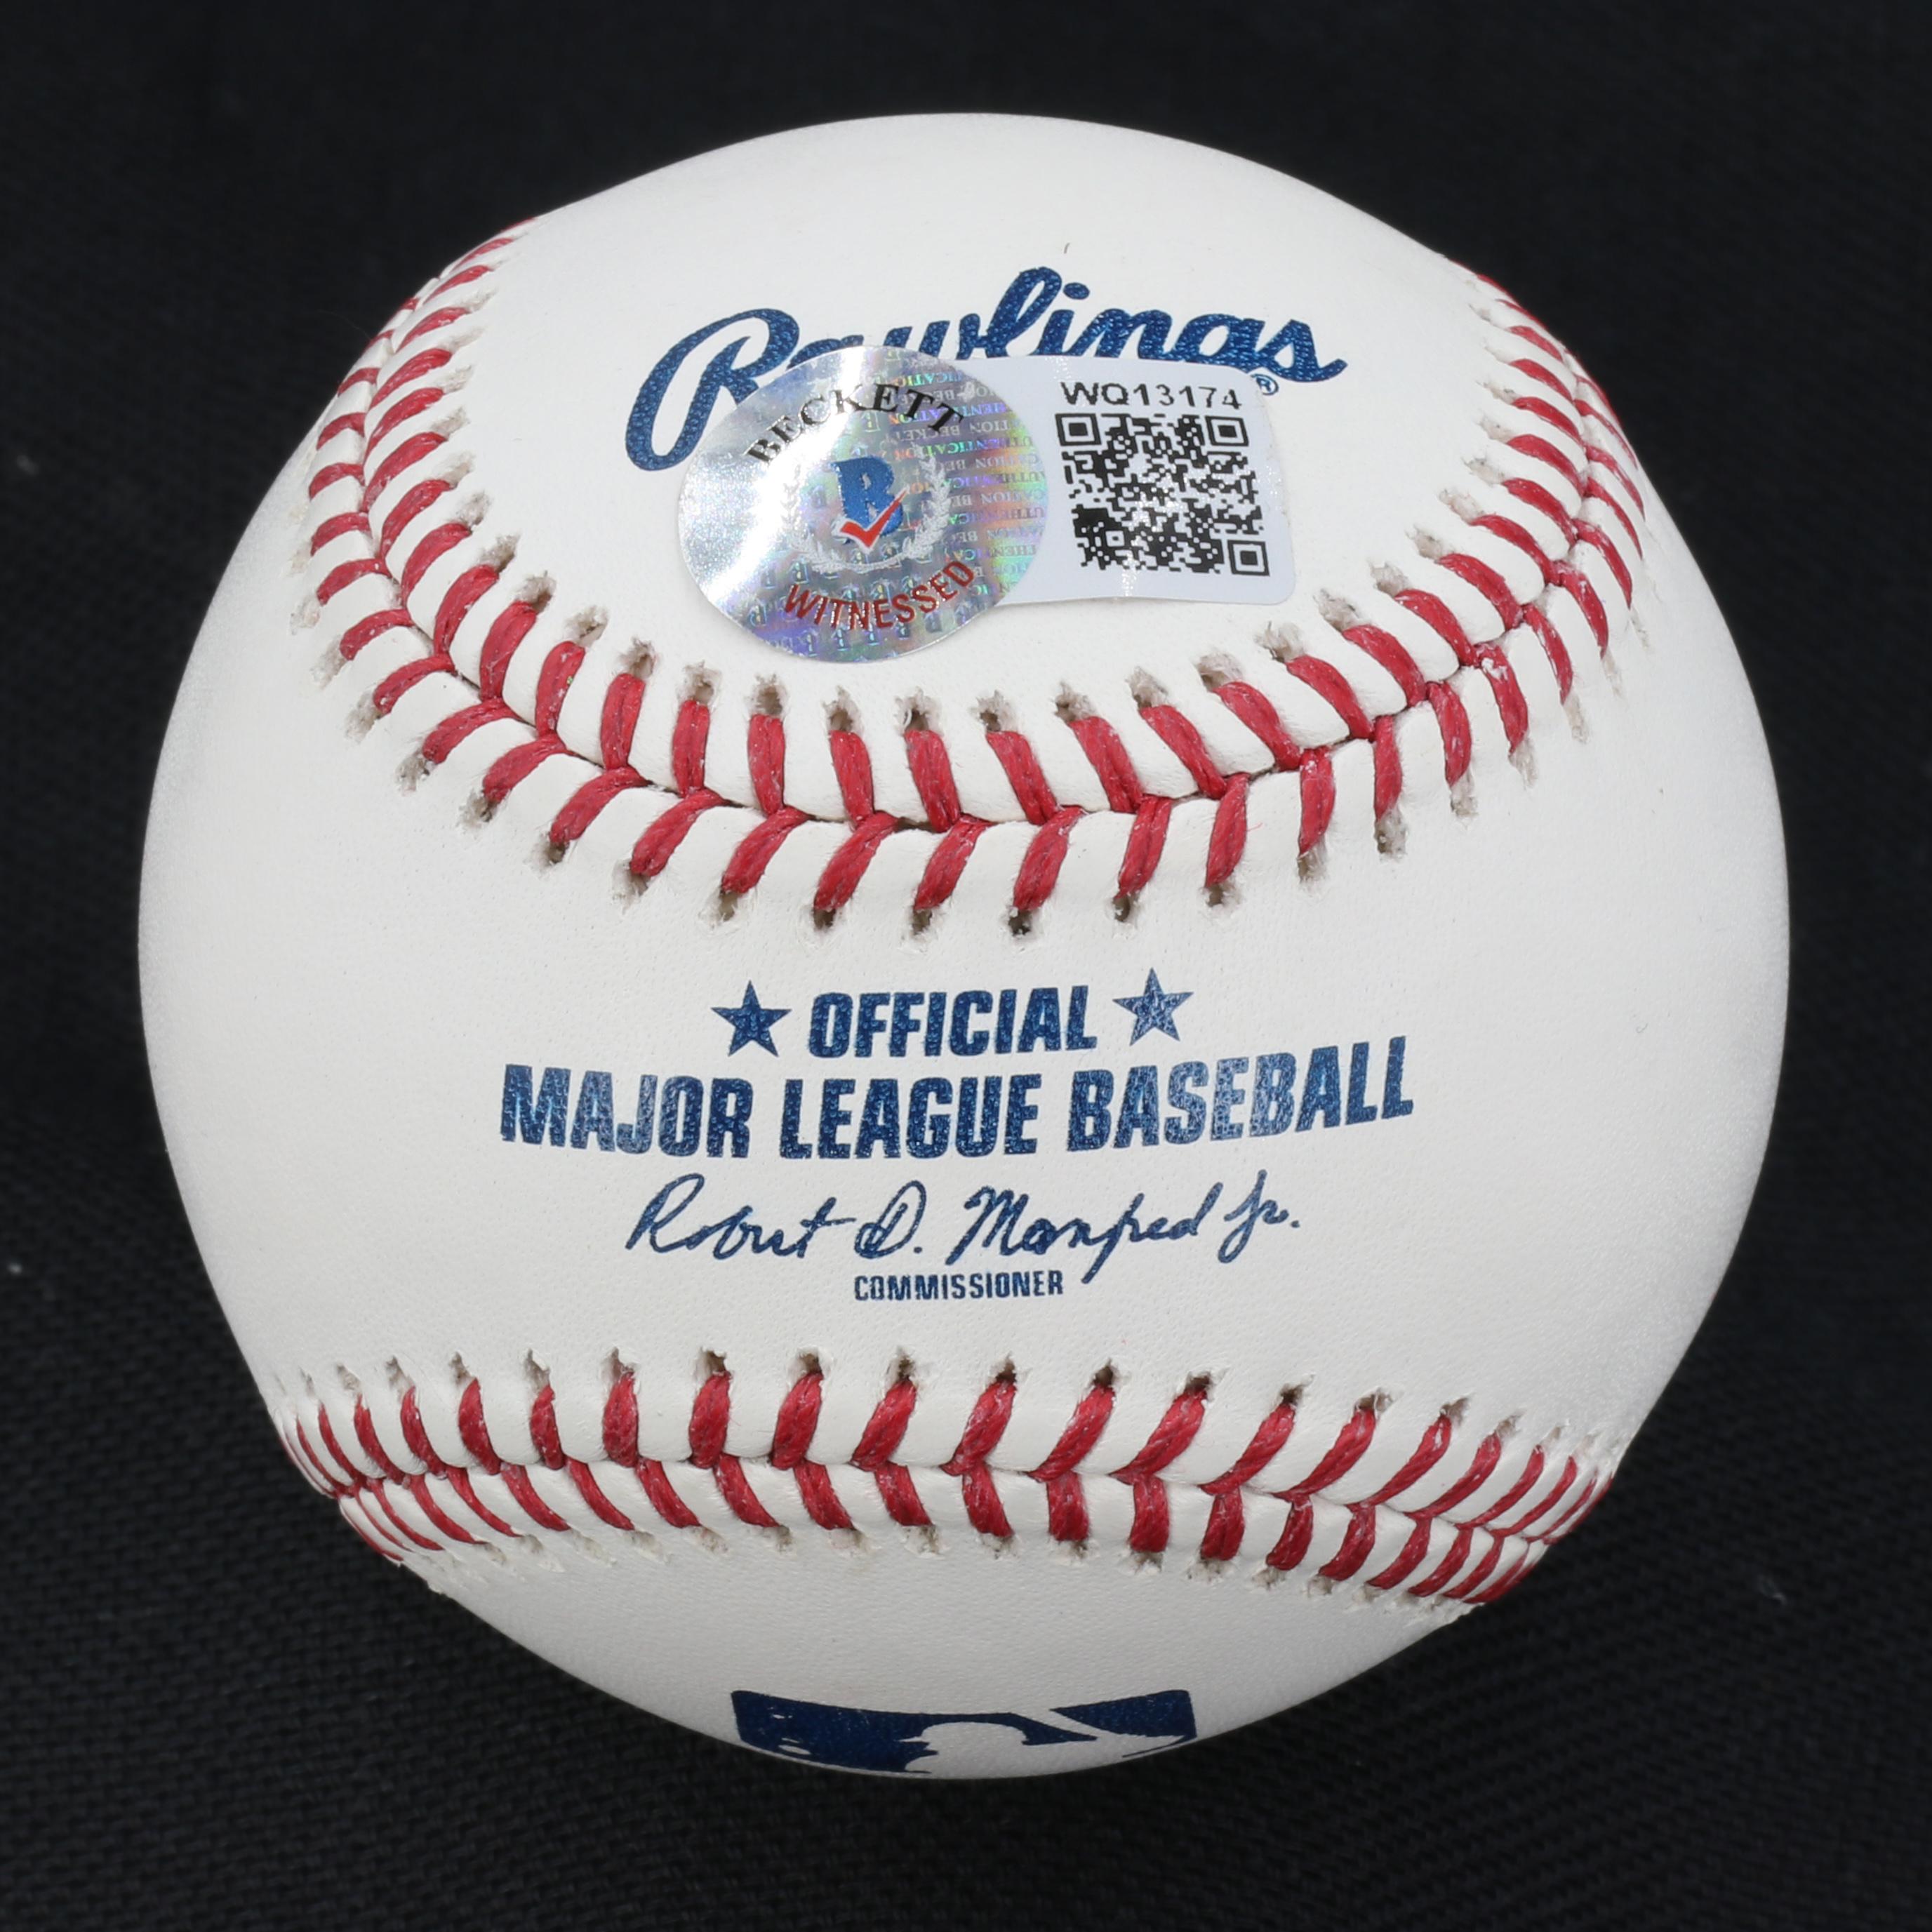 Rawlings
®
WQ13174
BECKETT
B
WITNESSED
OFFICIAL
MAJOR LEAGUE BASEBALL
Robert D. Manfred Jr.
COMMISSIONER